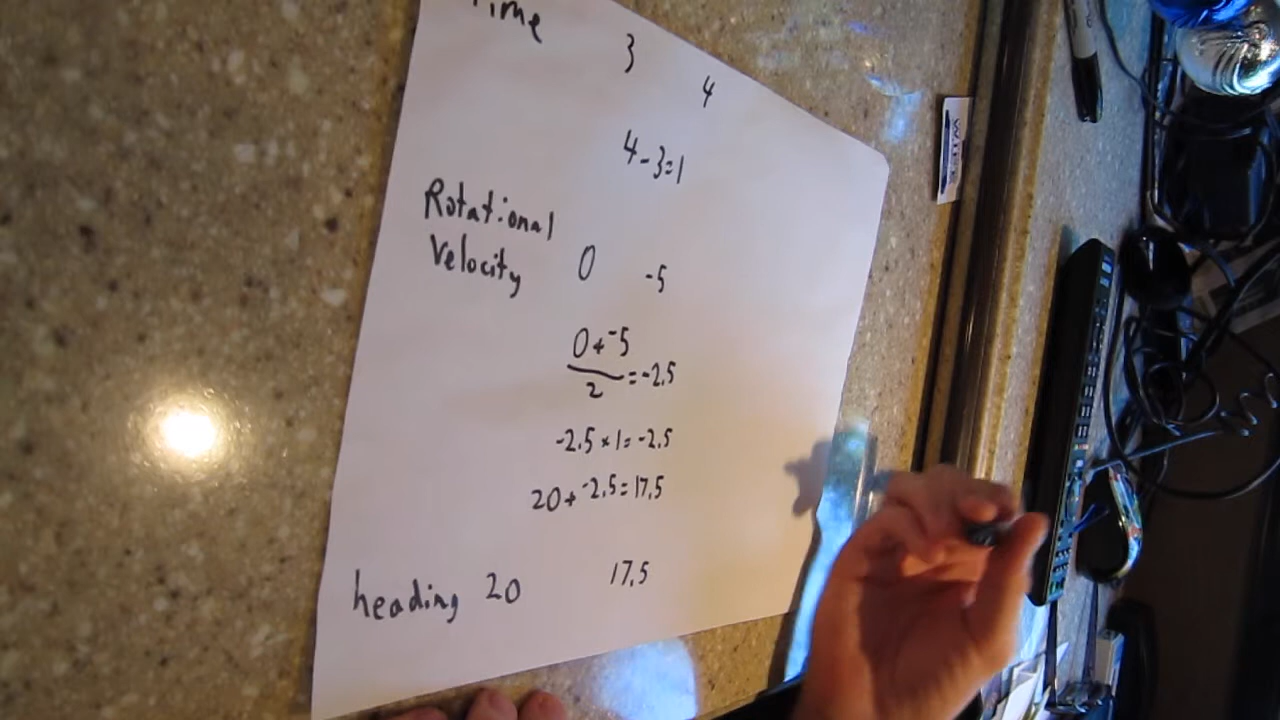 Time 3 4
4-3=1
Rotational
Velocity 0 -5
0+-5
2 =-2.5
-2.5×1=-2.5
20+-2.5=17.5
heading 20 17.5